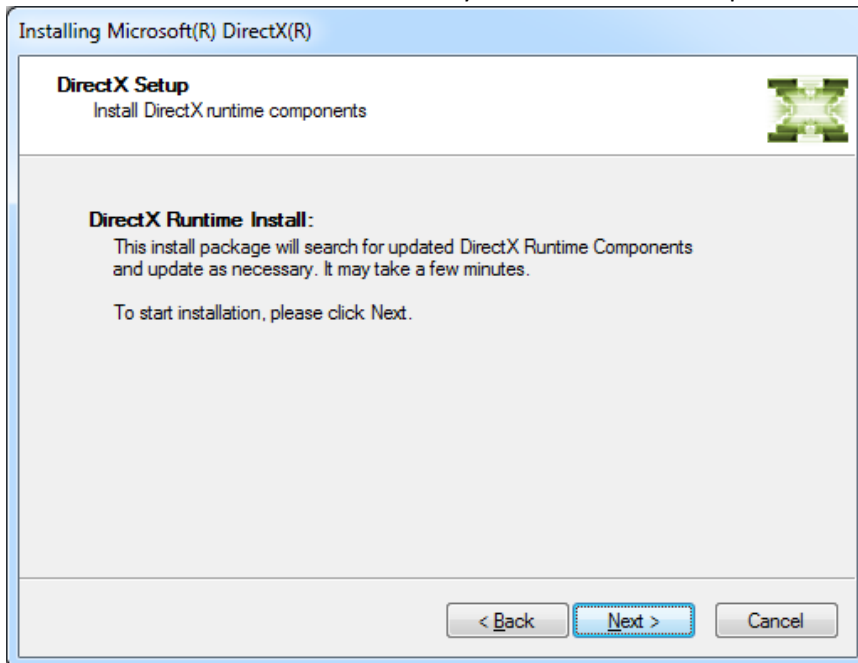 Installing Microsoft(R) DirectX(R)
DirectX Setup
Install DirectX runtime components
DirectX Runtime Install:
This install package will search for updated DirectX Runtime Components
and update as necessary. It may take a few minutes.
To start installation, please click Next.
< Back Next > Cancel